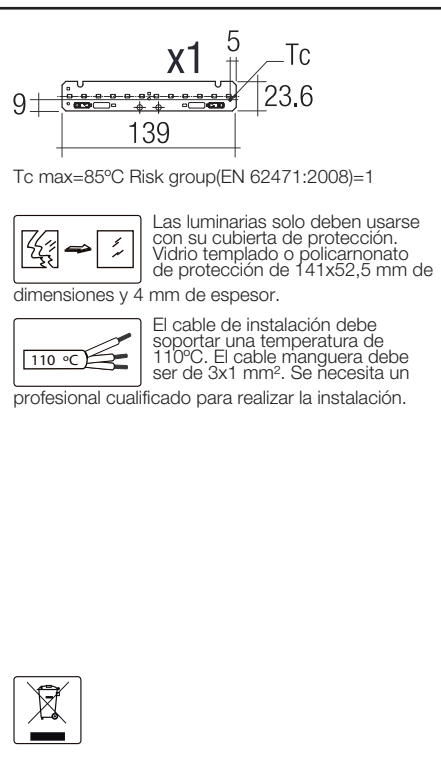 x1
5
Tc
9
23.6
139
Tc max=85ºC Risk group(EN 62471:2008)=1
Las luminarias solo deben usarse
con su cubierta de protección.
Vidrio templado o policarnonato
de protección de 141x52,5 mm de
dimensiones y 4 mm de espesor.
110 ºC
El cable de instalación debe
soportar una temperatura de
110ºC. El cable manguera debe
ser de 3x1 mm². Se necesita un
profesional cualificado para realizar la instalación.